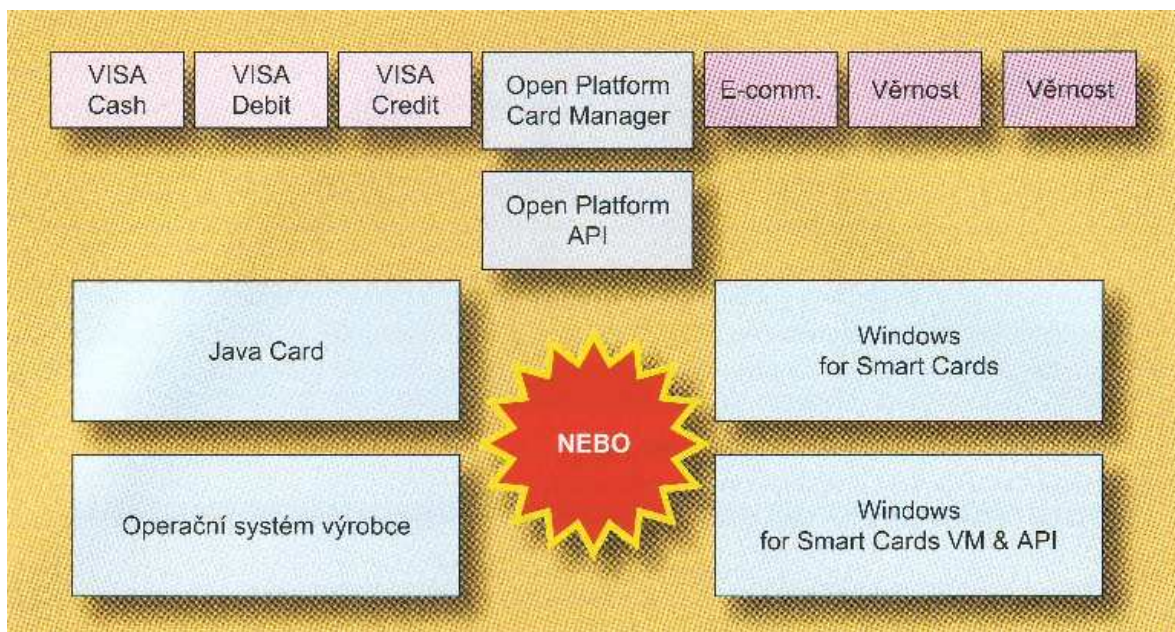 VISA
Cash
VISA
Debit
VISA
Credit
Open Platform
Card Manager
E-comm.
Věrnost
Věrnost
Open Platform
API
Java Card
Windows
for Smart Cards
NEBO
Operační systém výrobce
Windows
for Smart Cards VM & API